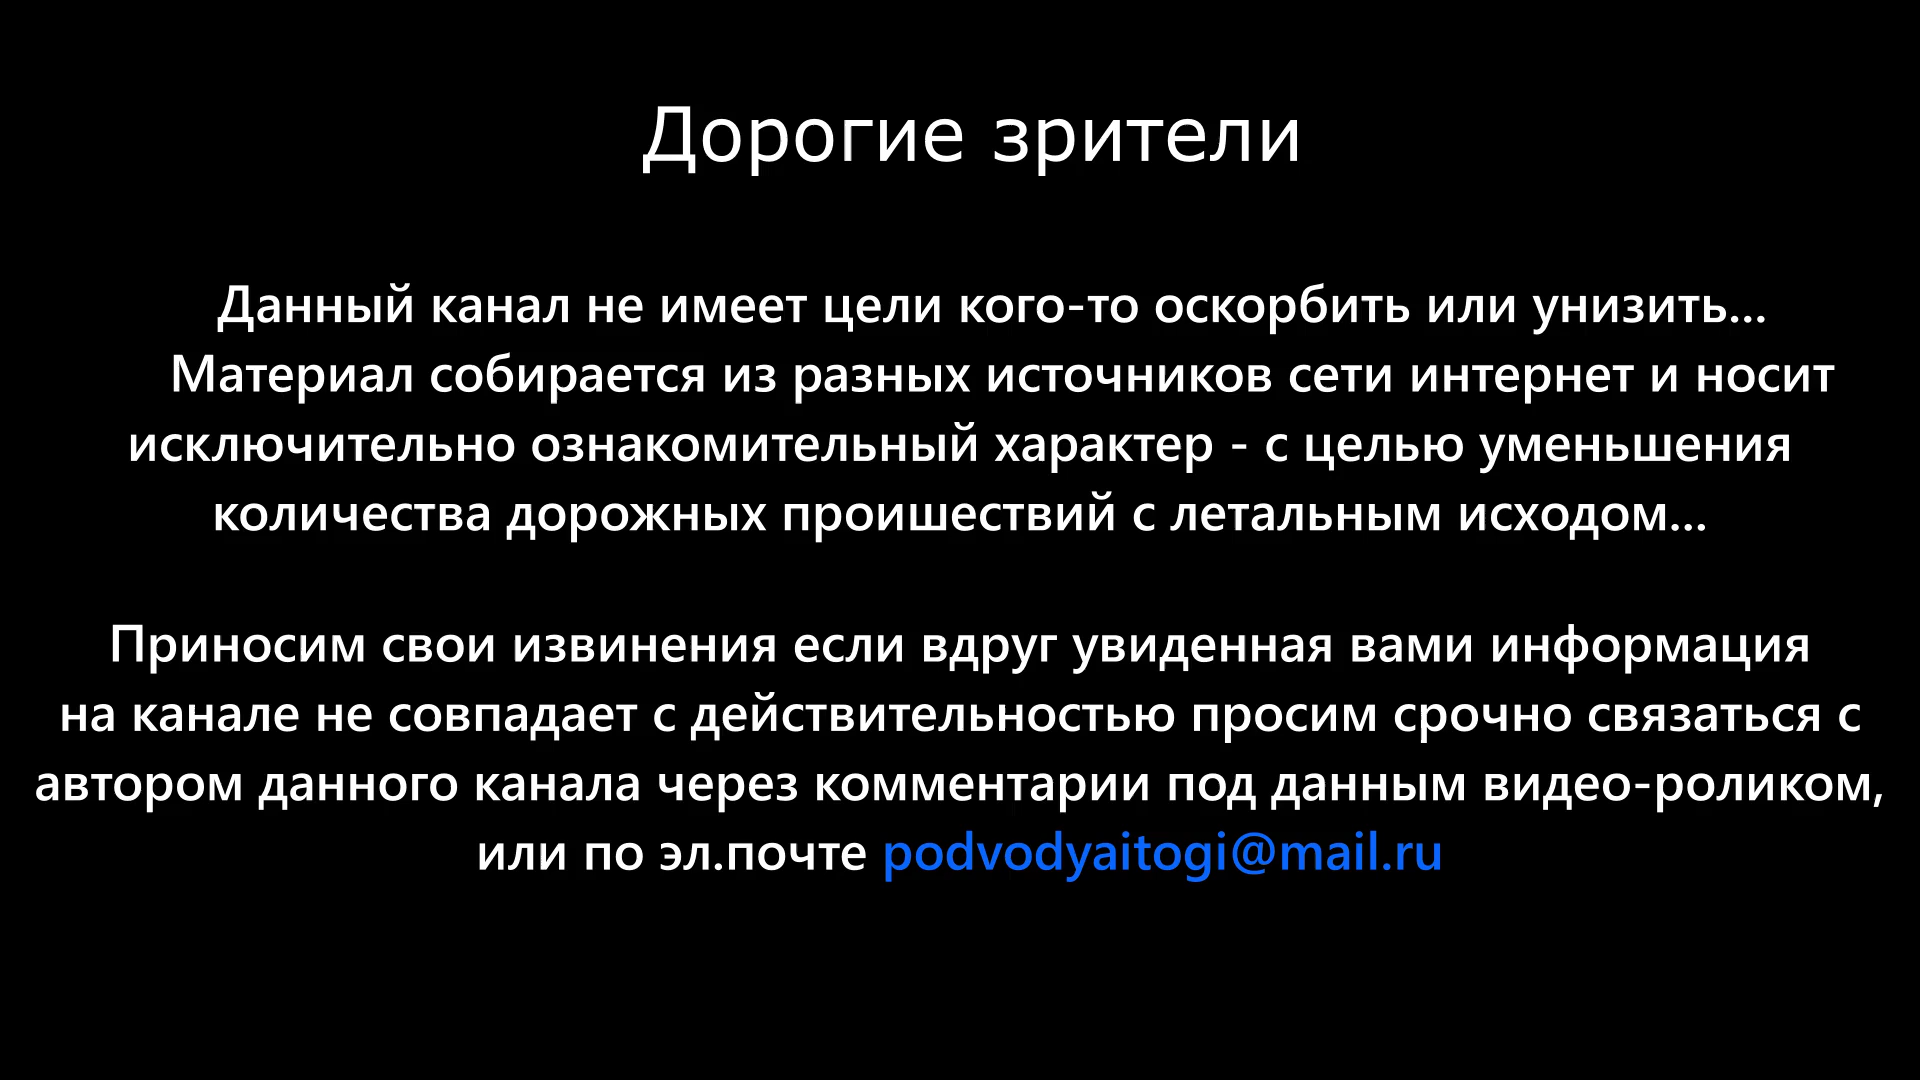 Дорогие зрители
Данный канал не имеет цели кого-то оскорбить или унизить...
Материал собирается из разных источников сети интернет и носит
исключительно ознакомительный характер - с целью уменьшения
количества дорожных проишествий с летальным исходом...
Приносим свои извинения если вдруг увиденная вами информация
на канале не совпадает с действительностью просим срочно связаться с
автором данного канала через комментарии под данным видео-роликом,
или по эл.почте podvodyaitogi@mail.ru